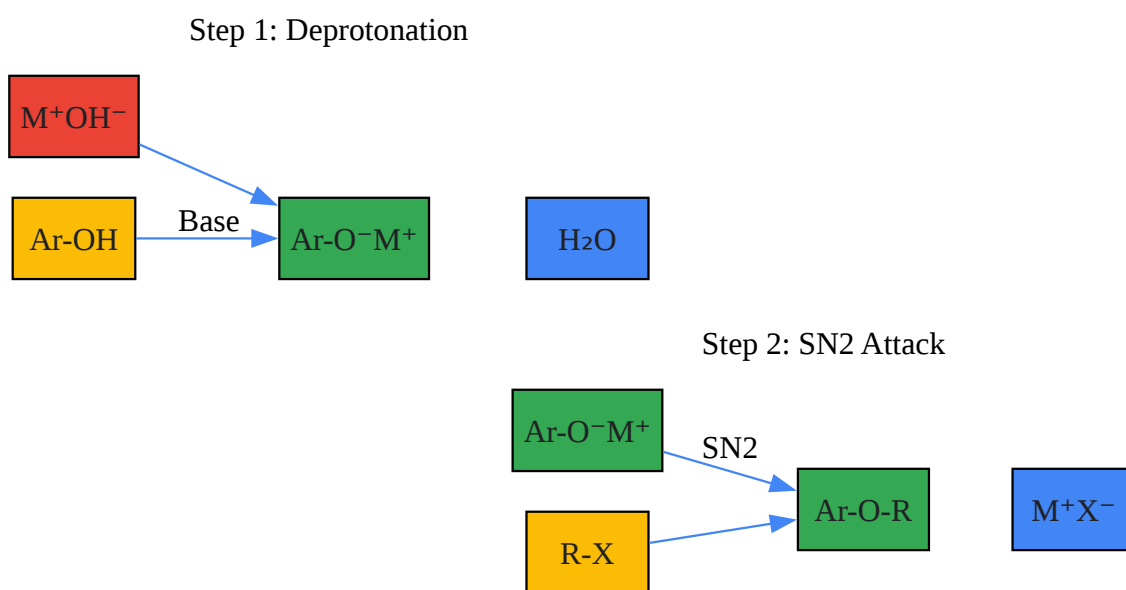 Step 1: Deprotonation
M⁺OH⁻
Ar-OH
Base
Ar-O⁻M⁺
H₂O
Step 2: SN2 Attack
Ar-O⁻M⁺
SN2
Ar-O-R
M⁺X⁻
R-X